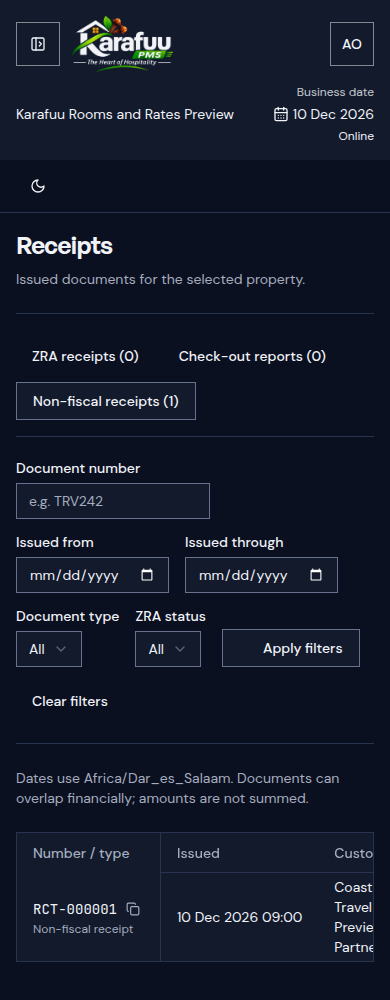 Karafuu
PMS
The Heart of Hospitality
AO
Business date
Karafuu Rooms and Rates Preview
10 Dec 2026
Online
Receipts
Issued documents for the selected property.
ZRA receipts (0)
Check-out reports (0)
Non-fiscal receipts (1)
Document number
e.g. TRV242
Issued from
Issued through
mm/dd/yyyy
mm/dd/yyyy
Document type
ZRA status
All
All
Apply filters
Clear filters
Dates use Africa/Dar_es_Salaam. Documents can
overlap financially; amounts are not summed.
Number / type
Issued
Custo
RCT-000001
Non-fiscal receipt
10 Dec 2026 09:00
Coast
Travel
Previe
Partne